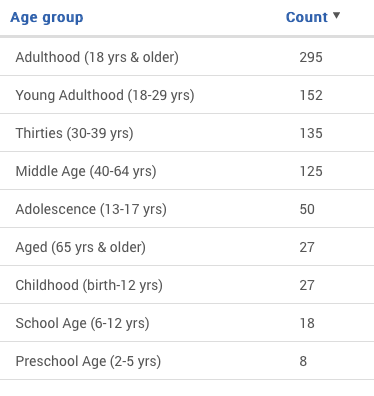 Age group Count ▼
Adulthood (18 yrs & older) 295
Young Adulthood (18-29 yrs) 152
Thirties (30-39 yrs) 135
Middle Age (40-64 yrs) 125
Adolescence (13-17 yrs) 50
Aged (65 yrs & older) 27
Childhood (birth-12 yrs) 27
School Age (6-12 yrs) 18
Preschool Age (2-5 yrs) 8